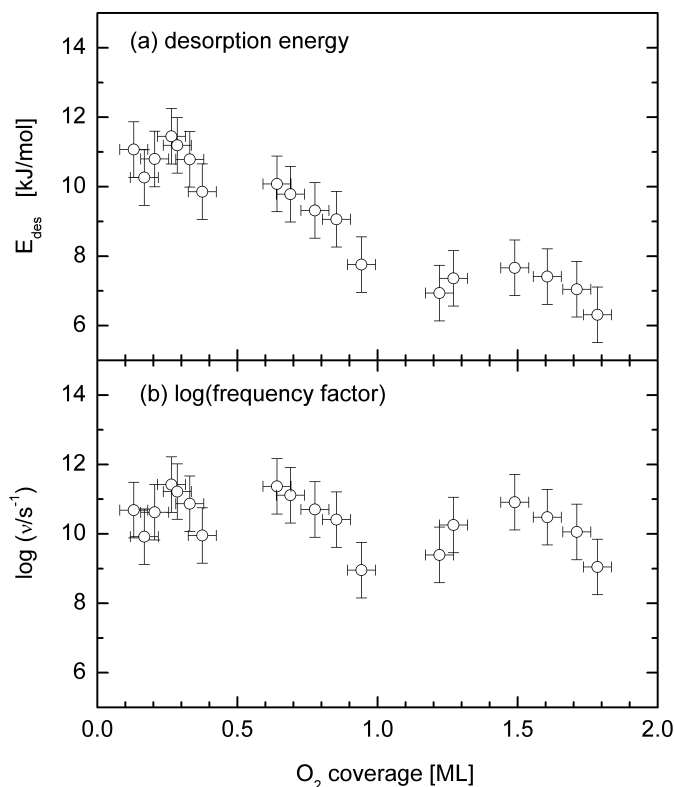 (a) desorption energy
14
12
10
8
6
E_des [kJ/mol]
(b) log(frequency factor)
14
12
10
8
6
log (ν/s⁻¹)
0.0 0.5 1.0 1.5 2.0
O₂ coverage [ML]